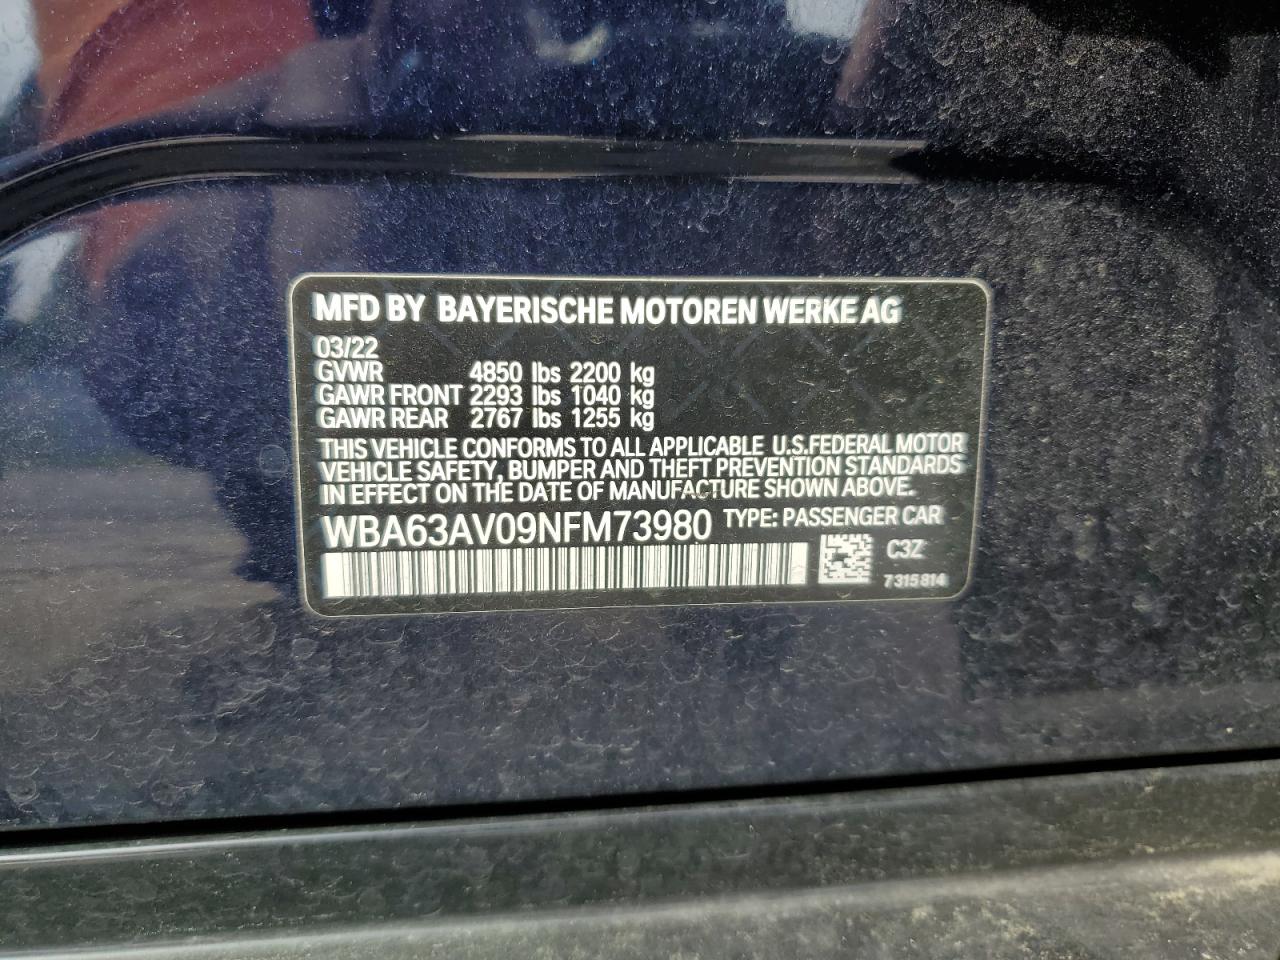 MFD BY BAYERISCHE MOTOREN WERKE AG
03/22
GVWR 4850 lbs 2200 kg
GAWR FRONT 2293 lbs 1040 kg
GAWR REAR 2767 lbs 1255 kg
THIS VEHICLE CONFORMS TO ALL APPLICABLE U.S.FEDERAL MOTOR
VEHICLE SAFETY, BUMPER AND THEFT PREVENTION STANDARDS
IN EFFECT ON THE DATE OF MANUFACTURE SHOWN ABOVE.
WBA63AV09NFM73980 TYPE: PASSENGER CAR
C3Z
7315814